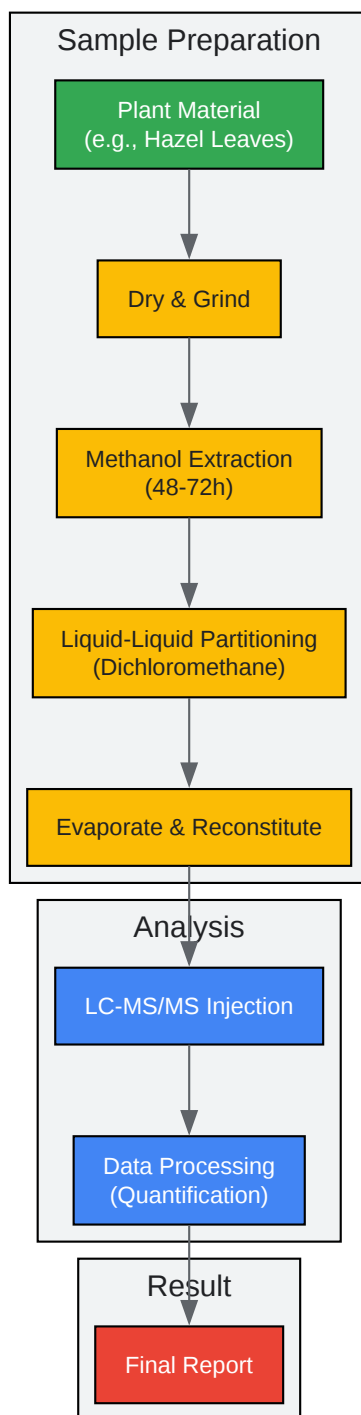 Sample Preparation
Plant Material
(e.g., Hazel Leaves)
Dry & Grind
Methanol Extraction
(48-72h)
Liquid-Liquid Partitioning
(Dichloromethane)
Evaporate & Reconstitute
Analysis
LC-MS/MS Injection
Data Processing
(Quantification)
Result
Final Report